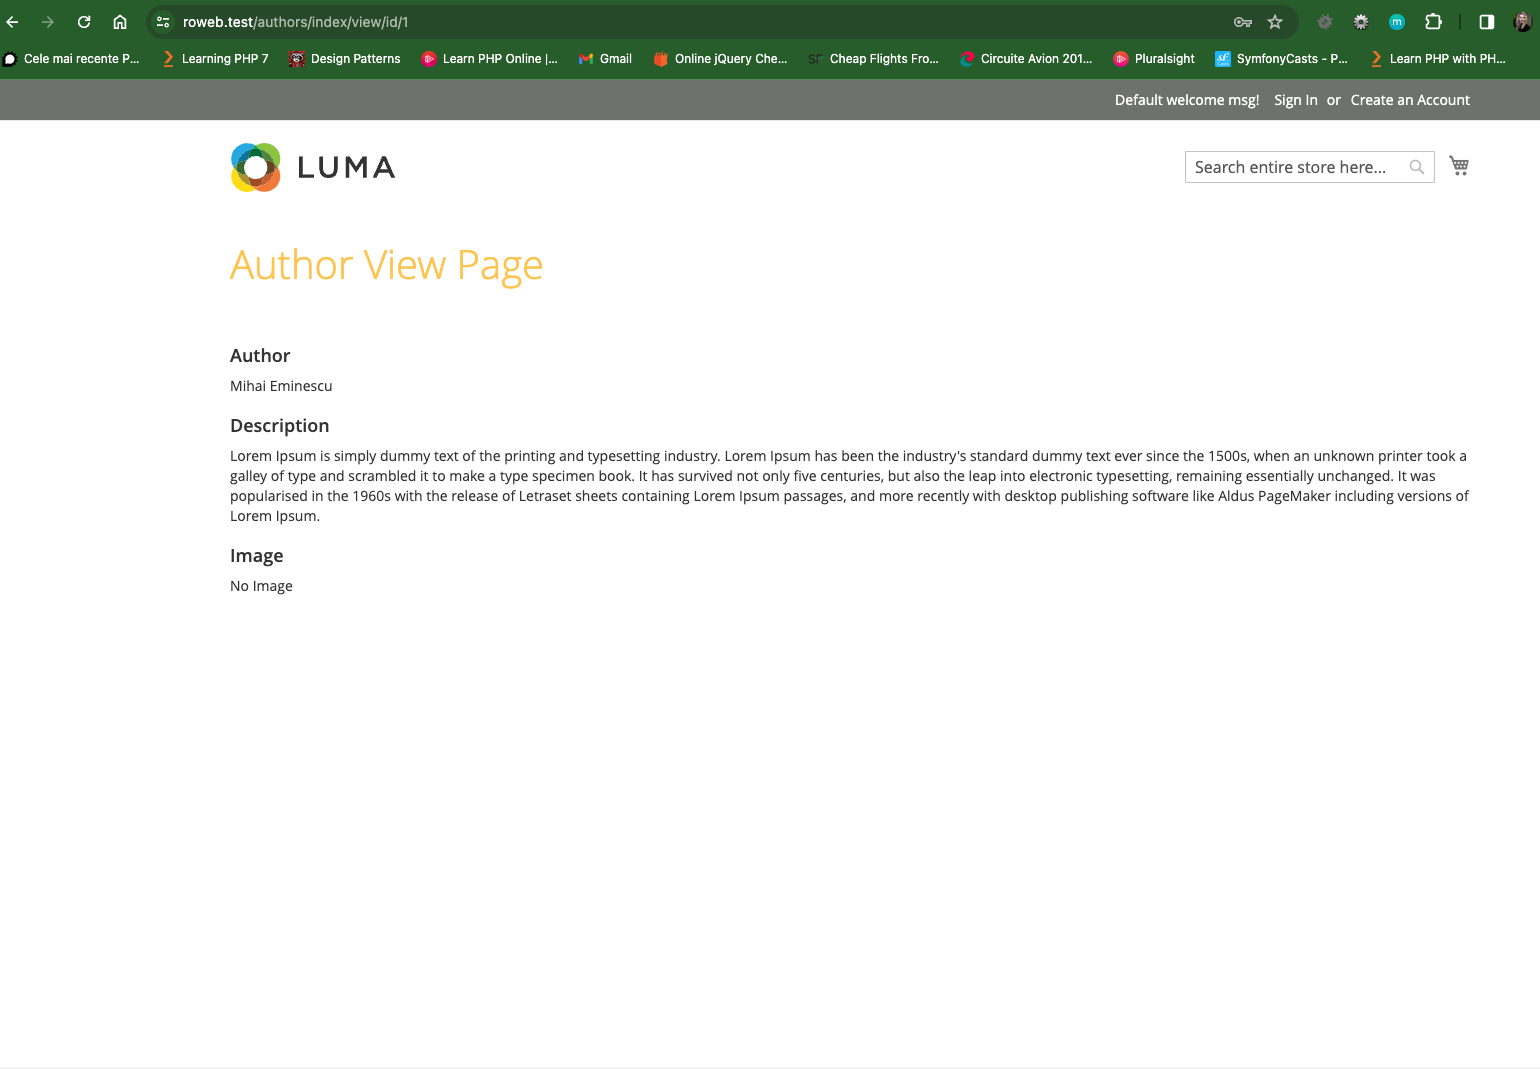 roweb.test/authors/index/view/id/1
m
Cele mai recente P... Learning PHP 7 Design Patterns Learn PHP Online |... Gmail Online jQuery Che... SF Cheap Flights Fro... Circuite Avion 201... Pluralsight SymfonyCasts - P... Learn PHP with PH...
Default welcome msg! Sign In or Create an Account
LUMA
Search entire store here...
Author View Page
Author
Mihai Eminescu
Description
Lorem Ipsum is simply dummy text of the printing and typesetting industry. Lorem Ipsum has been the industry's standard dummy text ever since the 1500s, when an unknown printer took a
galley of type and scrambled it to make a type specimen book. It has survived not only five centuries, but also the leap into electronic typesetting, remaining essentially unchanged. It was
popularised in the 1960s with the release of Letraset sheets containing Lorem Ipsum passages, and more recently with desktop publishing software like Aldus PageMaker including versions of
Lorem Ipsum.
Image
No Image